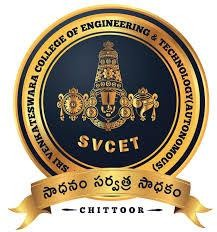 SRI VENKATESWARA COLLEGE OF ENGINEERING & TECHNOLOGY(AUTONOMOUS)
SVCET
సాధనం సర్వత్ర సాధకం
CHITTOOR